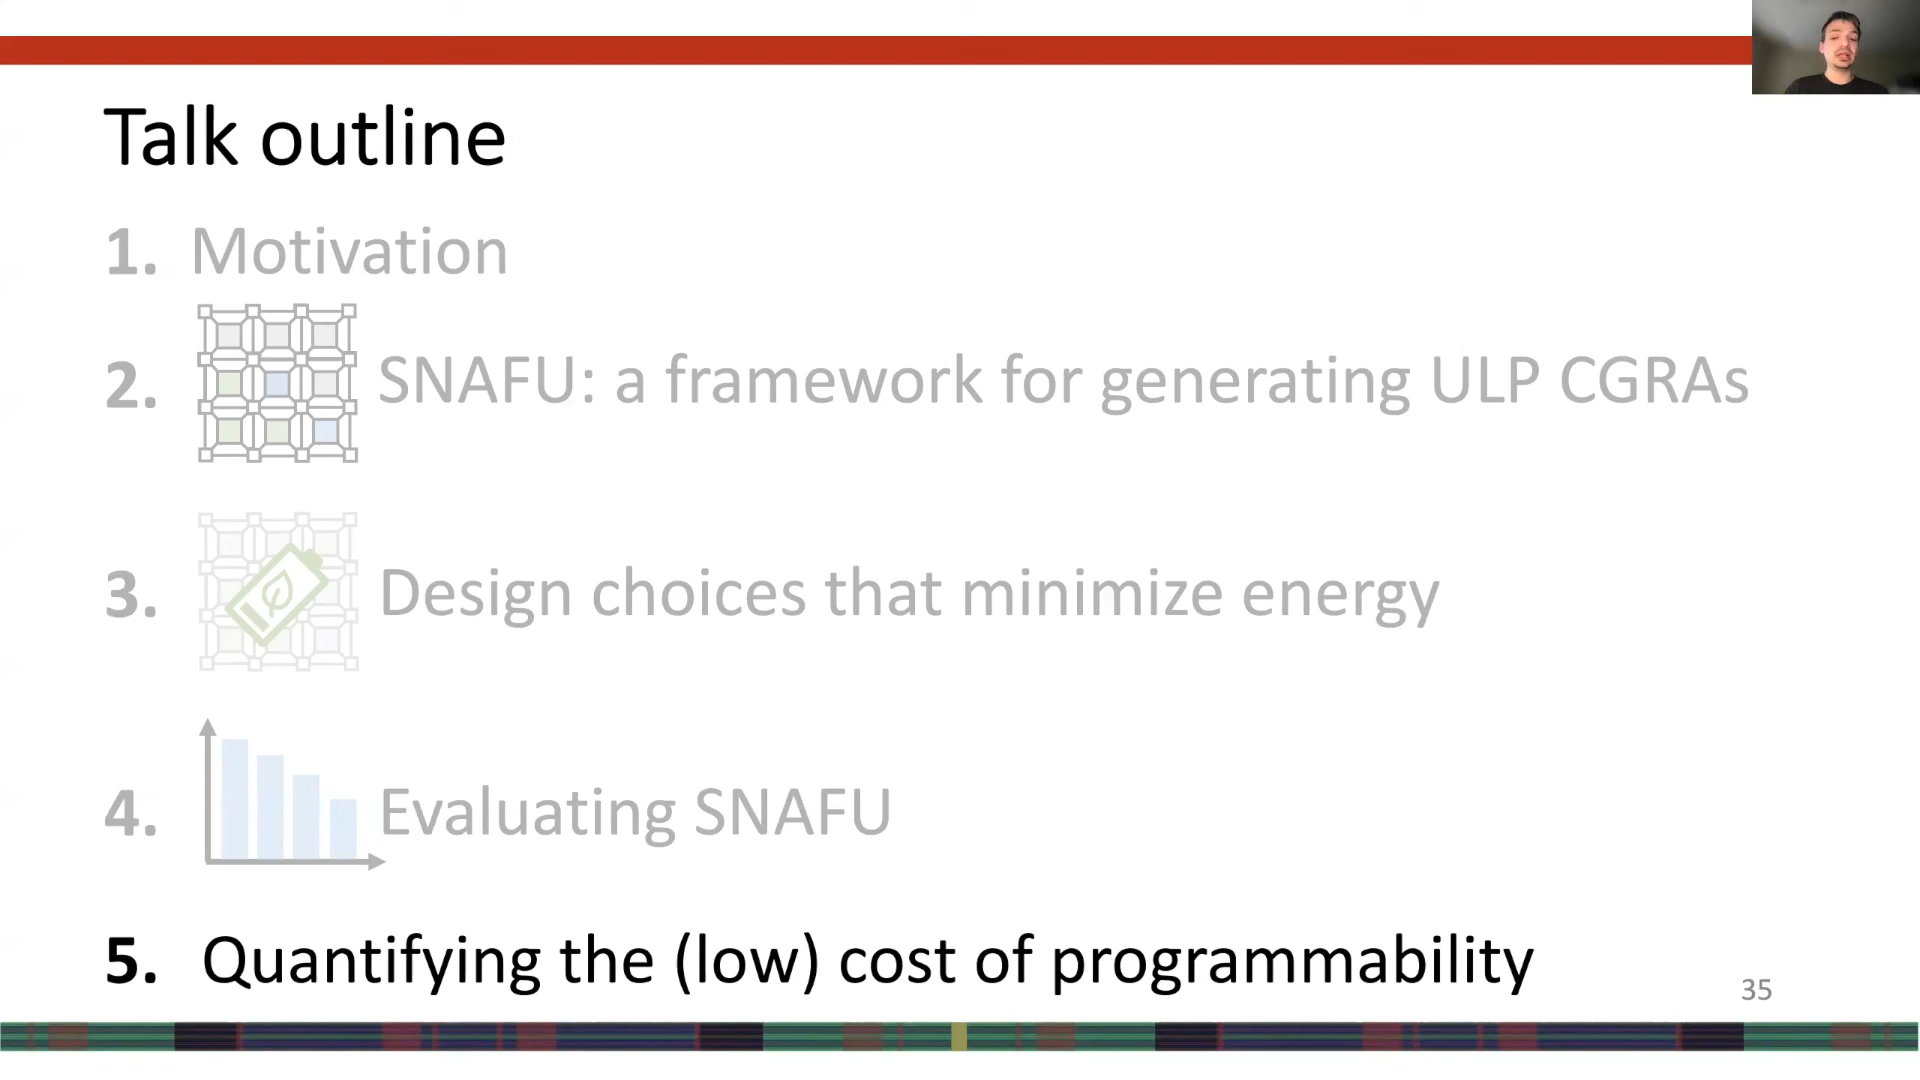 Talk outline
1. Motivation
2. SNAFU: a framework for generating ULP CGRAs
3. Design choices that minimize energy
4. Evaluating SNAFU
5. Quantifying the (low) cost of programmability
35